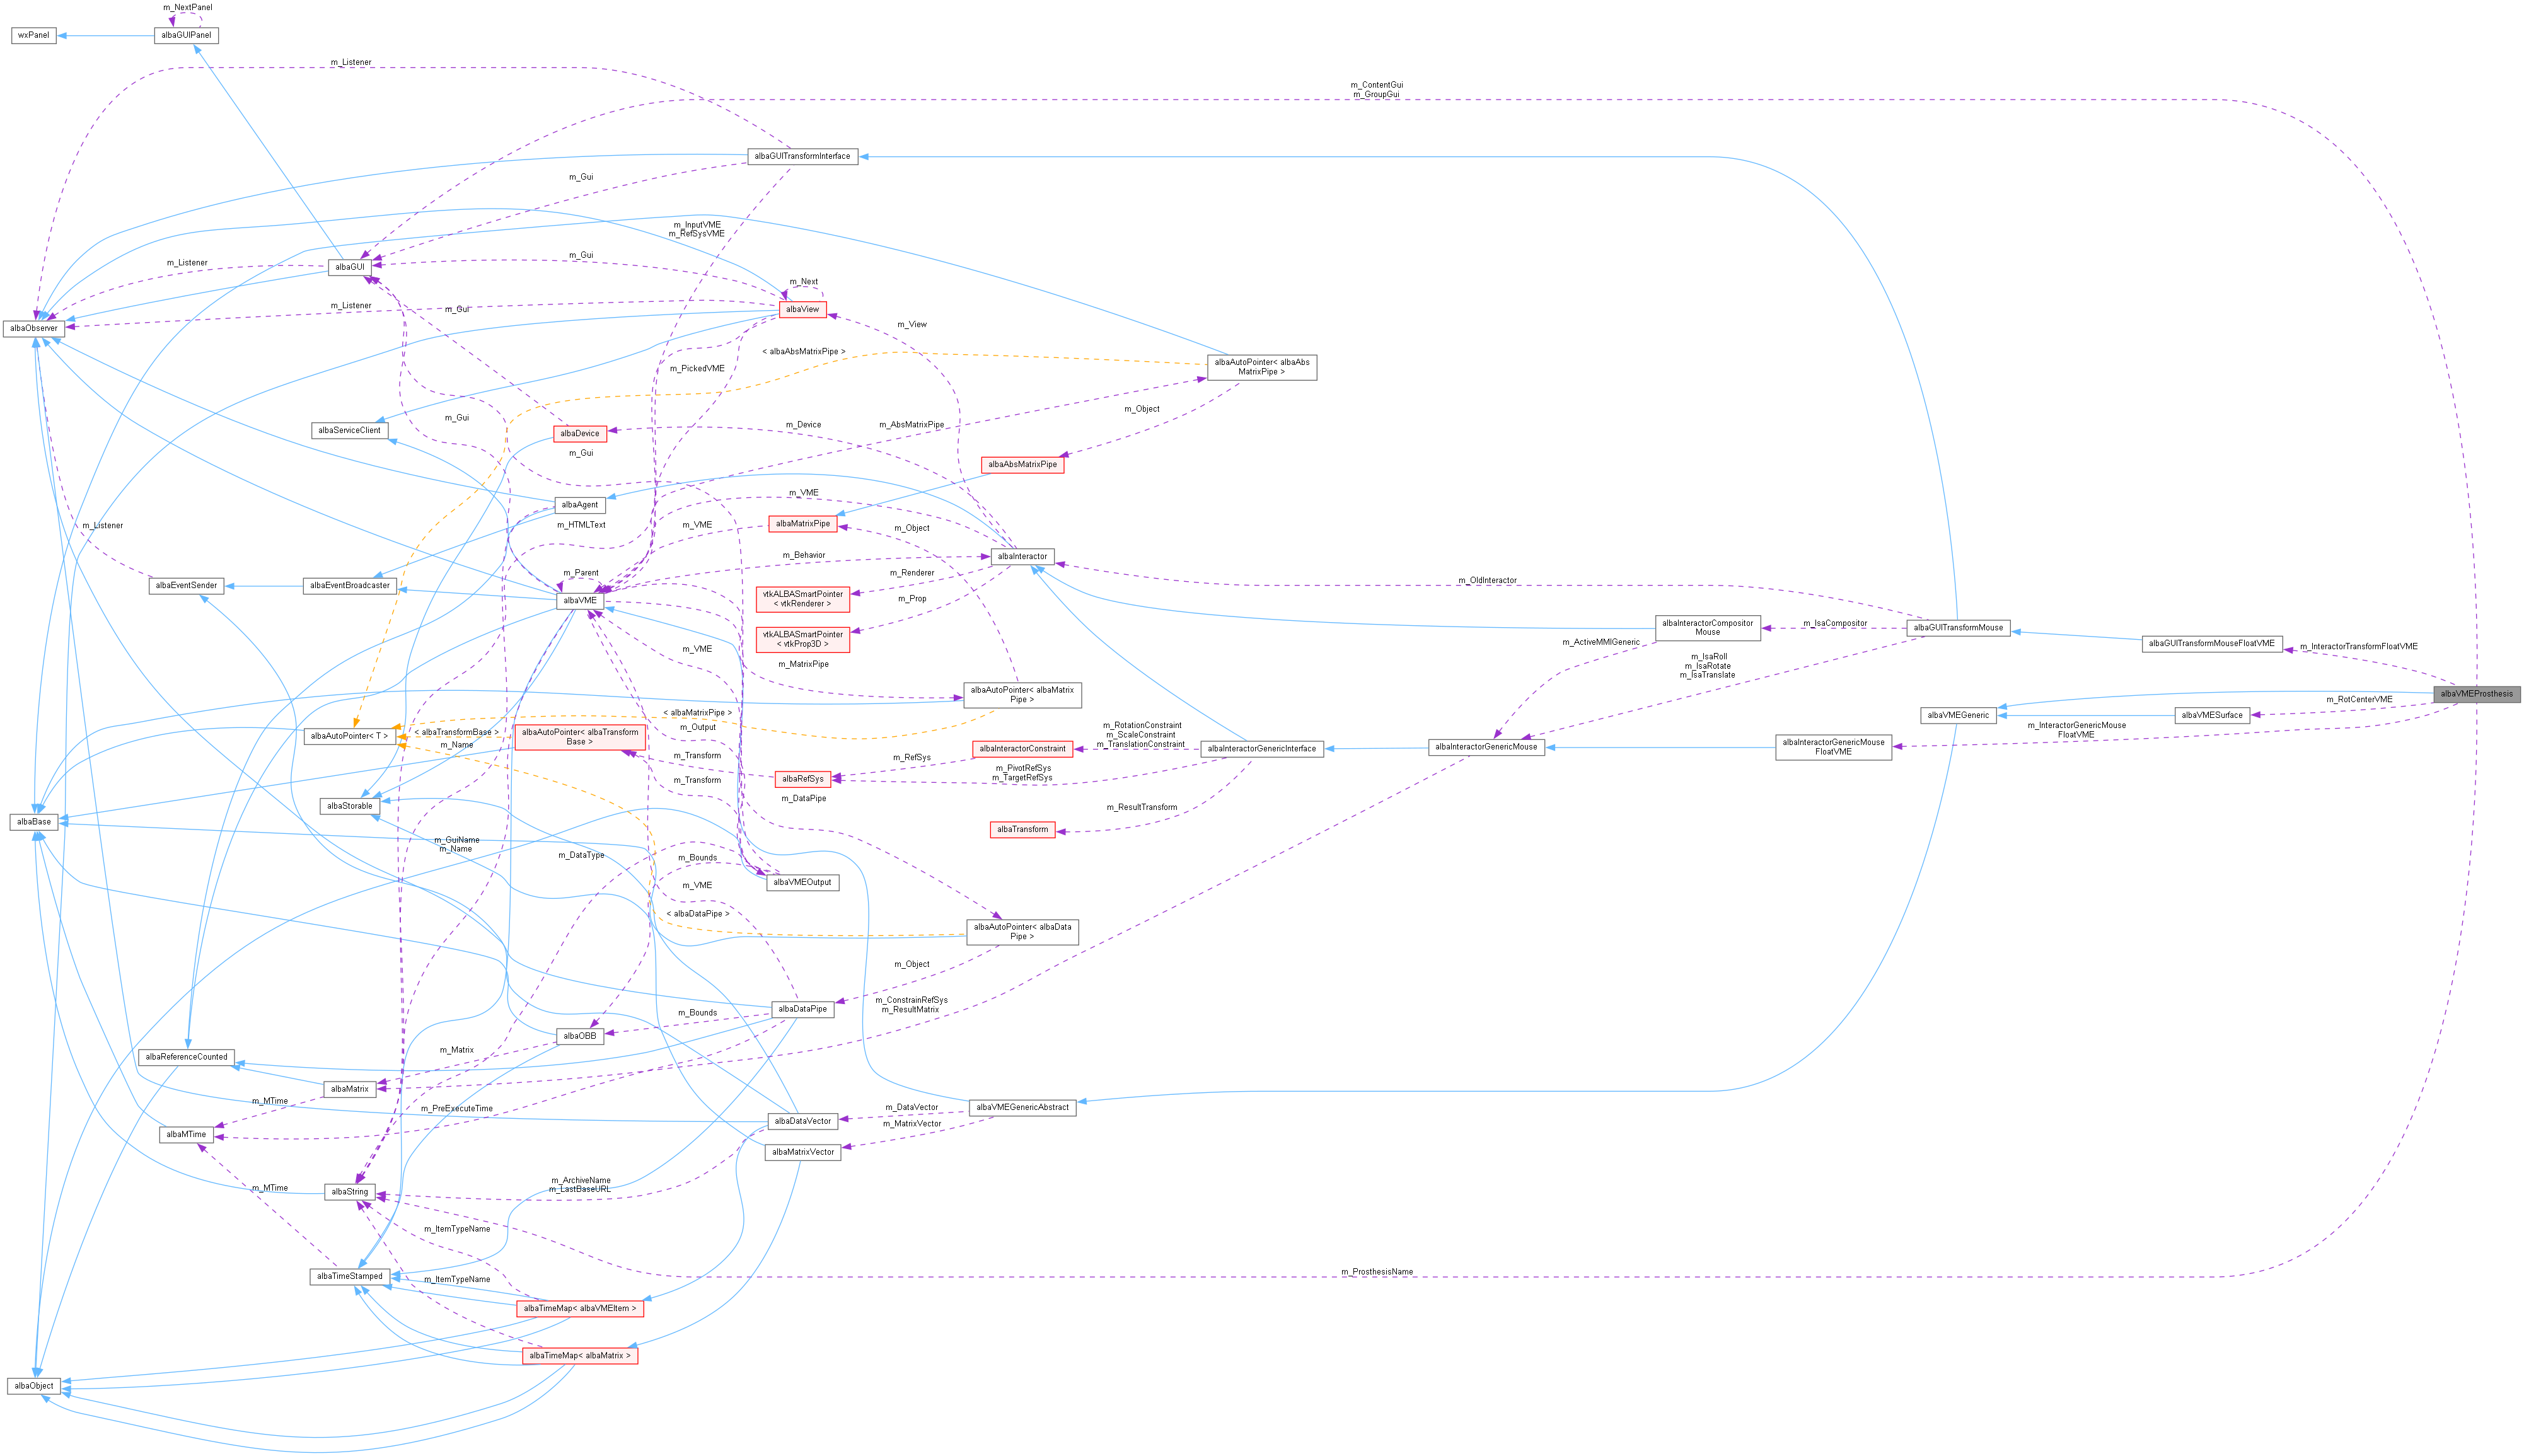 m_NextPanel
wxPanel
albaGUIPanel
m_Listener
m_ContentGui
m_GroupGui
albaGUITransformInterface
m_Gui
m_InputVME
m_RefSysVME
m_Listener
albaGUI
m_Gui
m_Next
m_Listener
m_Gui
albaView
albaObserver
m_View
< albaAbsMatrixPipe >
albaAutoPointer< albaAbs
MatrixPipe >
m_PickedVME
m_Object
m_Gui
albaServiceClient
albaDevice
m_Device
m_AbsMatrixPipe
m_Gui
albaAbsMatrixPipe
m_VME
albaAgent
m_Listener
m_HTMLText
m_VME
albaMatrixPipe
m_Object
m_Behavior
albaInteractor
m_Parent
m_Renderer
m_OldInteractor
albaEventSender
albaEventBroadcaster
albaVME
vtkALBASmartPointer
< vtkRenderer >
m_Prop
albaInteractorCompositor
Mouse
m_IsaCompositor
albaGUITransformMouse
vtkALBASmartPointer
< vtkProp3D >
m_ActiveMMIGeneric
albaGUITransformMouseFloatVME
m_InteractorTransformFloatVME
m_VME
m_IsaRoll
m_IsaRotate
m_IsaTranslate
m_MatrixPipe
albaAutoPointer< albaMatrix
Pipe >
albaVMEProsthesis
m_RotCenterVME
< albaMatrixPipe >
albaVMEGeneric
albaVMESurface
m_Output
m_RotationConstraint
m_ScaleConstraint
m_TranslationConstraint
m_InteractorGenericMouse
FloatVME
albaAutoPointer< T >
< albaTransformBase >
m_Name
albaAutoPointer< albaTransform
Base >
m_Transform
m_RefSys
albaInteractorConstraint
albaInteractorGenericInterface
albaInteractorGenericMouse
albaInteractorGenericMouse
FloatVME
m_Transform
albaRefSys
m_PivotRefSys
m_TargetRefSys
albaStorable
m_DataPipe
m_ResultTransform
albaBase
albaTransform
m_GuiName
m_Name
m_DataType
m_Bounds
m_VME
albaVMEOutput
< albaDataPipe >
albaAutoPointer< albaData
Pipe >
m_Object
m_ConstrainRefSys
m_ResultMatrix
albaDataPipe
m_Bounds
albaOBB
m_Matrix
albaReferenceCounted
albaMatrix
m_MTime
m_PreExecuteTime
m_DataVector
albaVMEGenericAbstract
albaMTime
albaDataVector
m_MatrixVector
albaMatrixVector
m_MTime
albaString
m_ArchiveName
m_LastBaseURL
m_ItemTypeName
albaTimeStamped
m_ItemTypeName
m_ProsthesisName
albaTimeMap< albaVMEItem >
albaTimeMap< albaMatrix >
albaObject